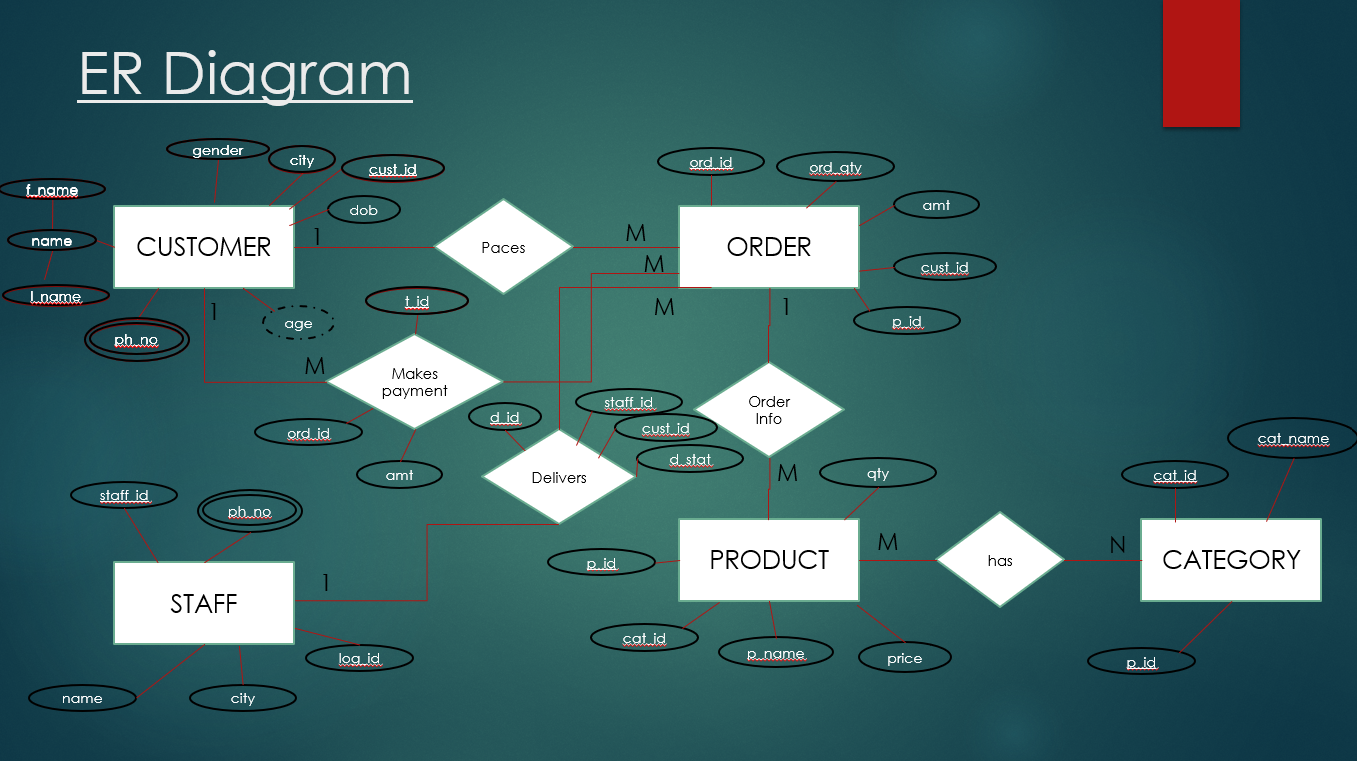 ER Diagram
gender
city
cust_id
f_name
dob
name
l_name
ph_no
age
CUSTOMER
1
Paces
M
ORDER
ord_id
ord_qty
amt
cust_id
p_id
M
M
1
1
M
t_id
Makes
payment
ord_id
amt
d_id
staff_id
cust_id
d_stat
Delivers
Order
Info
M
staff_id
ph_no
STAFF
1
log_id
name
city
qty
p_id
PRODUCT
cat_id
p_name
price
M
has
N
cat_id
cat_name
CATEGORY
p_id